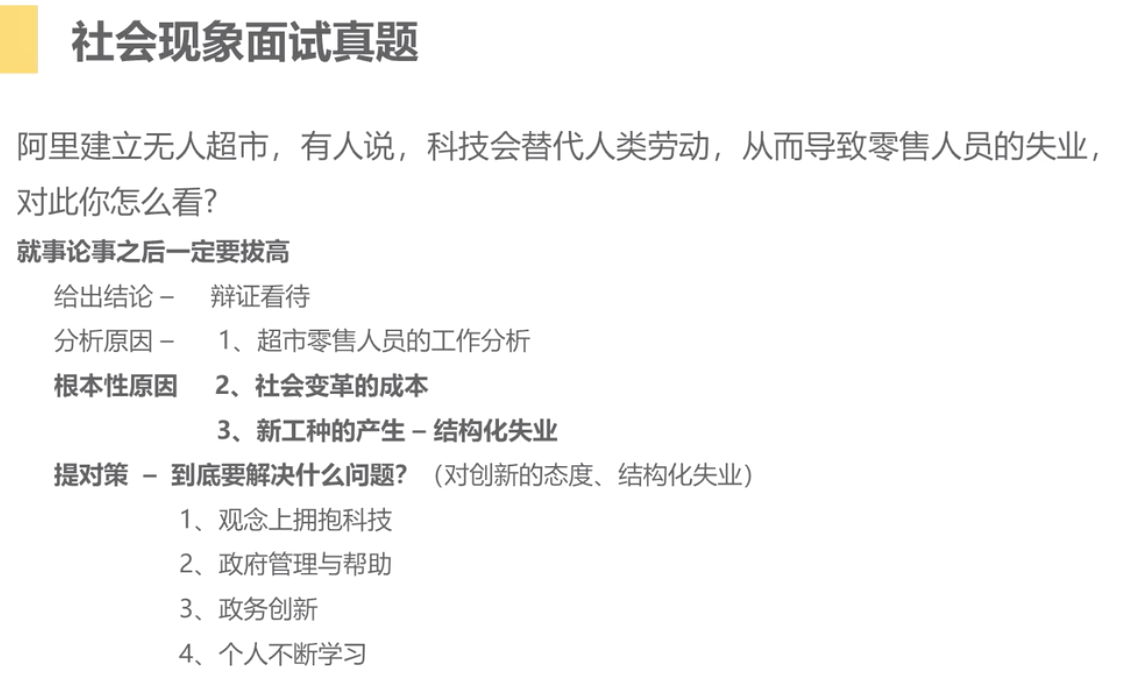 社会现象面试真题
阿里建立无人超市，有人说，科技会替代人类劳动，从而导致零售人员的失业，
对此你怎么看？
就事论事之后一定要拔高
给出结论 – 辩证看待
分析原因 – 1、超市零售人员的工作分析
根本性原因 2、社会变革的成本
3、新工种的产生 – 结构化失业
提对策 – 到底要解决什么问题？（对创新的态度、结构化失业）
1、观念上拥抱科技
2、政府管理与帮助
3、政务创新
4、个人不断学习